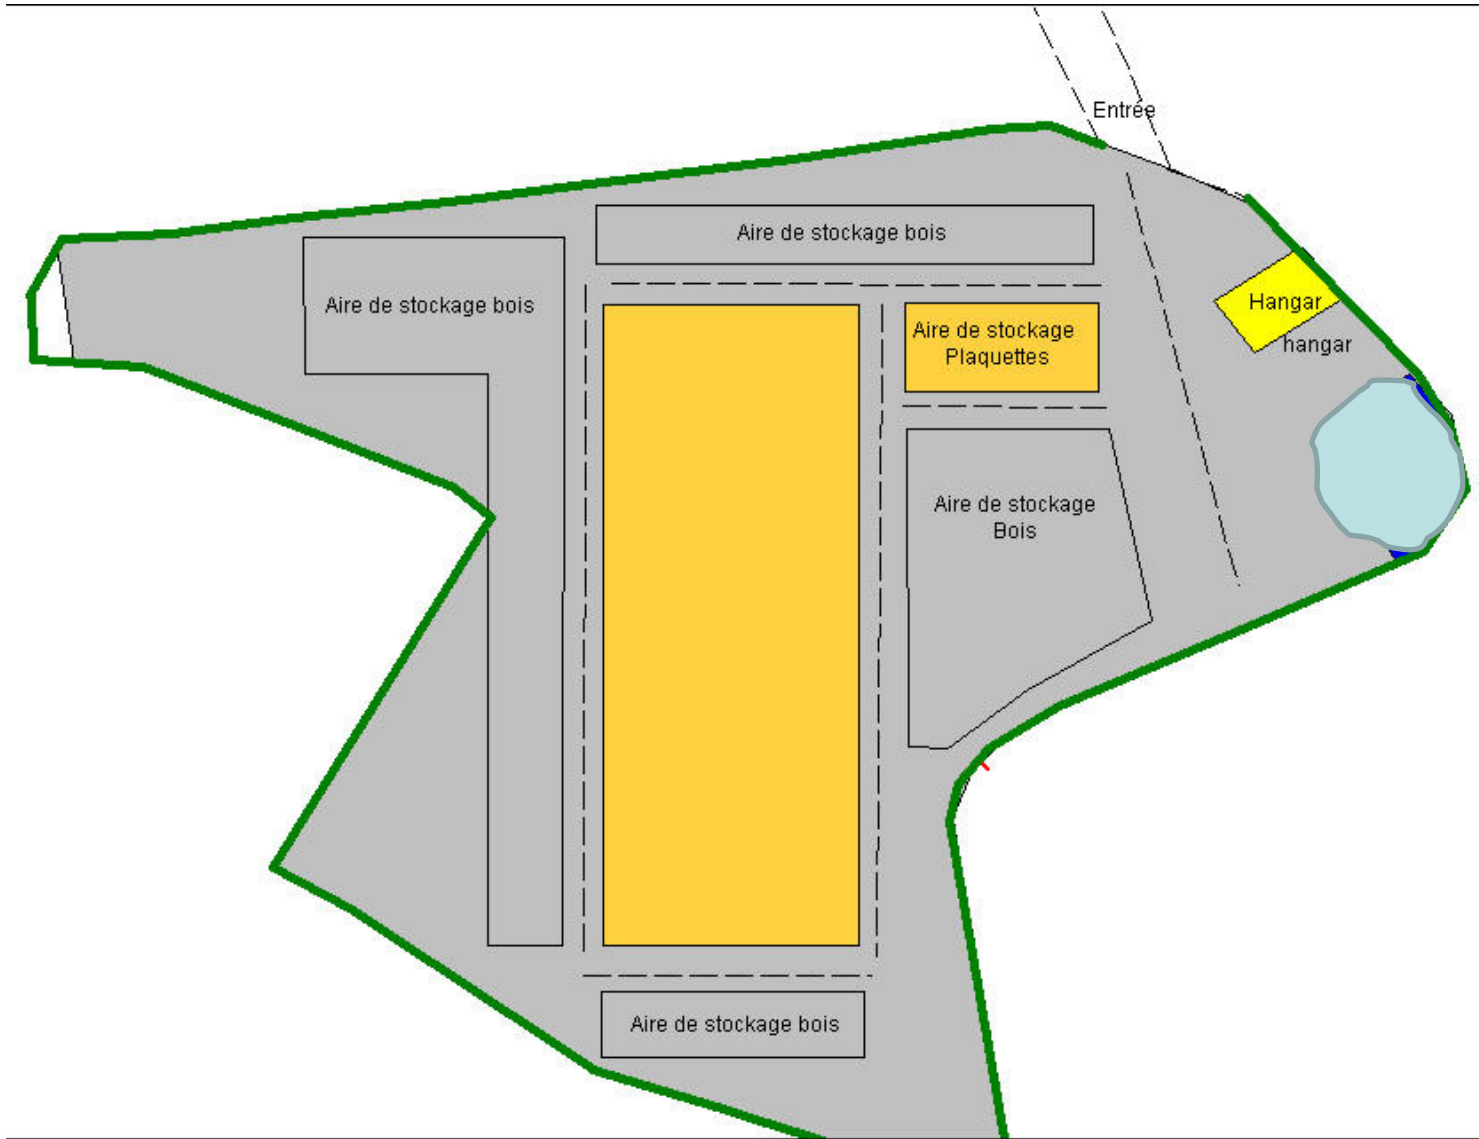 Entrée
Aire de stockage bois
Aire de stockage bois
Hangar
hangar
Aire de stockage
Plaquettes
Aire de stockage
Bois
Aire de stockage bois